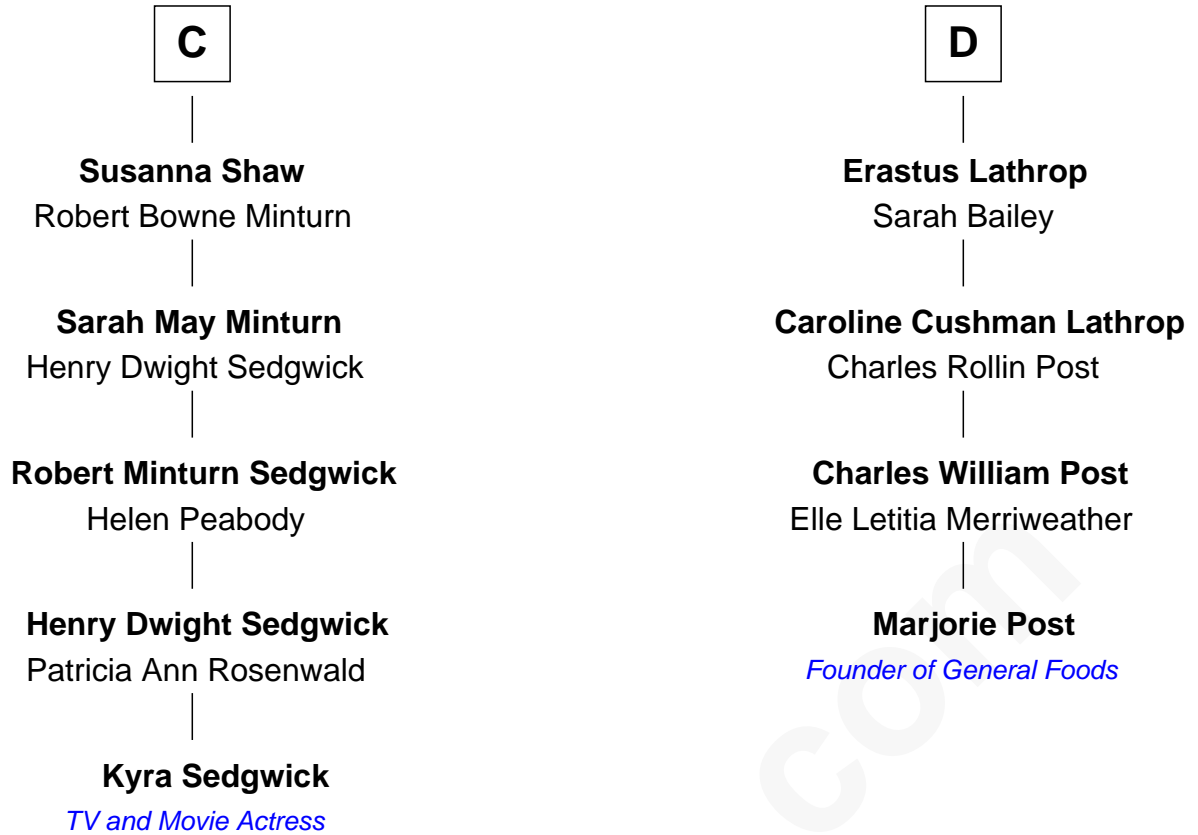 C
Susanna Shaw
Robert Bowne Minturn
Sarah May Minturn
Henry Dwight Sedgwick
Robert Minturn Sedgwick
Helen Peabody
Henry Dwight Sedgwick
Patricia Ann Rosenwald
Kyra Sedgwick
TV and Movie Actress
D
Erastus Lathrop
Sarah Bailey
Caroline Cushman Lathrop
Charles Rollin Post
Charles William Post
Elle Letitia Merriweather
Marjorie Post
Founder of General Foods
com